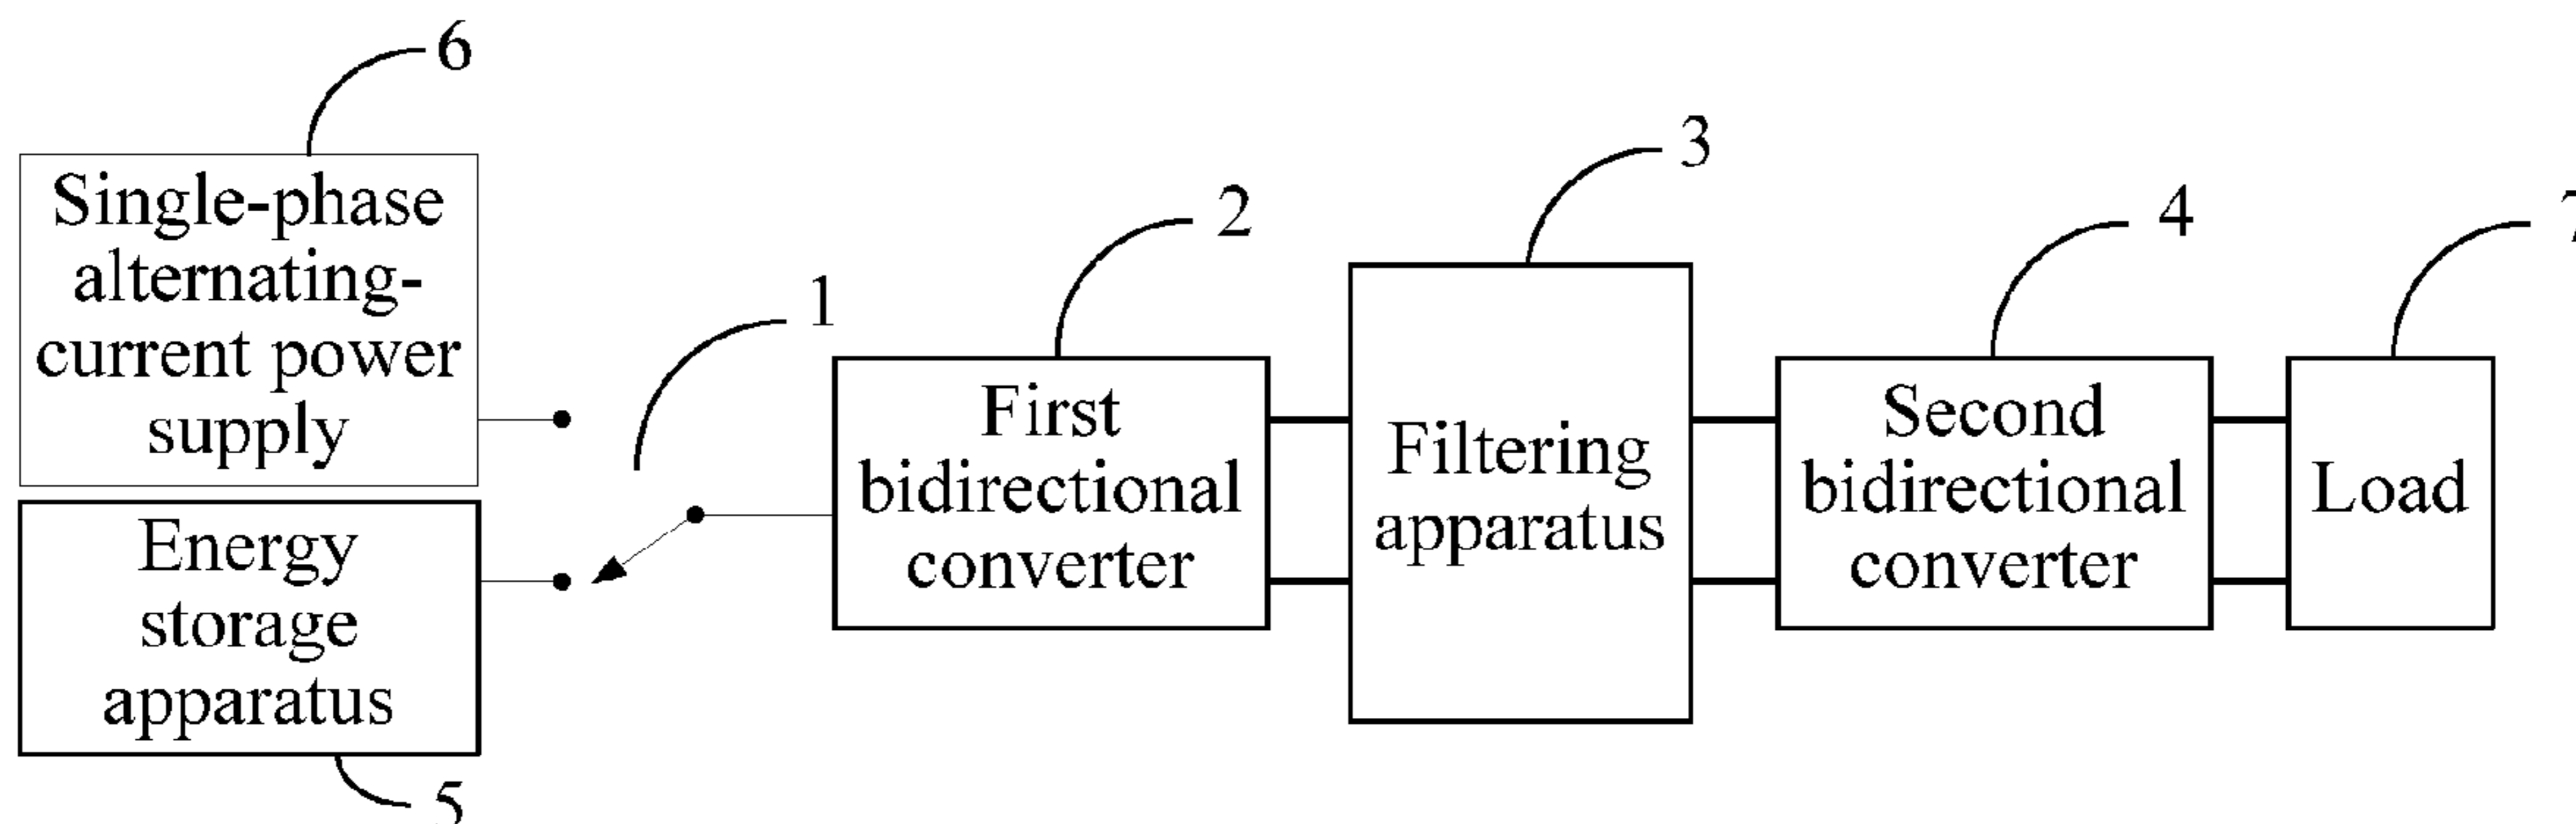 6
Single-phase
alternating-
current power
supply
Energy
storage
apparatus
5
1
2
First
bidirectional
converter
3
Filtering
apparatus
4
Second
bidirectional
converter
7
Load